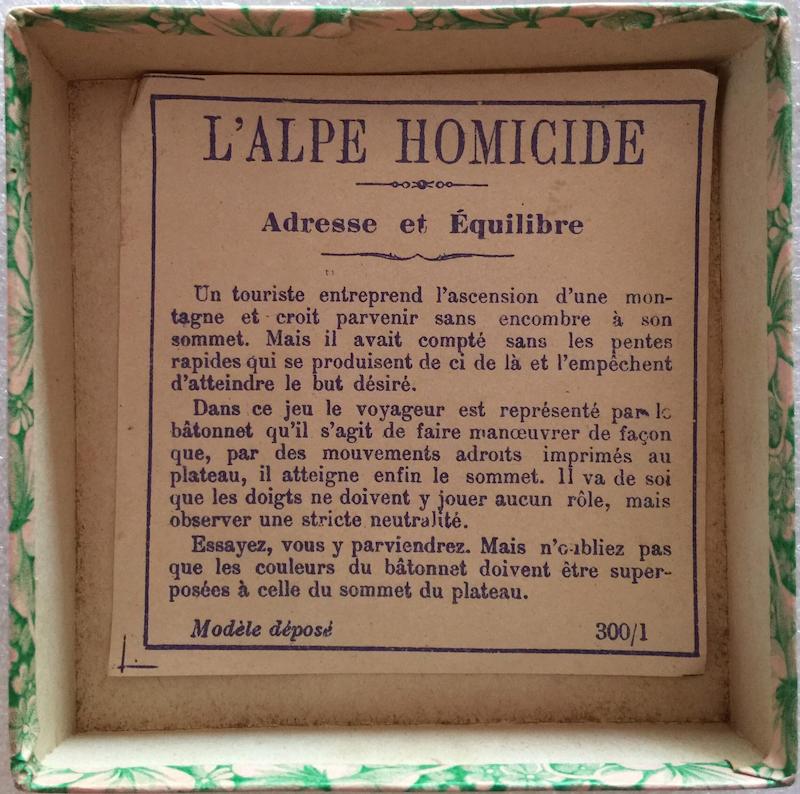 L'ALPE HOMICIDE
Adresse et Équilibre
Un touriste entreprend l'ascension d'une mon-
tagne et croit parvenir sans encombre à son
sommet. Mais il avait compté sans les pentes
rapides qui se produisent de ci de là et l'empêchent
d'atteindre le but désiré.
Dans ce jeu le voyageur est représenté par le
bâtonnet qu'il s'agit de faire manœuvrer de façon
que, par des mouvements adroits imprimés au
plateau, il atteigne enfin le sommet. Il va de soi
que les doigts ne doivent y jouer aucun rôle, mais
observer une stricte neutralité.
Essayez, vous y parviendrez. Mais n'oubliez pas
que les couleurs du bâtonnet doivent être super-
posées à celle du sommet du plateau.
Modèle déposé 300/1